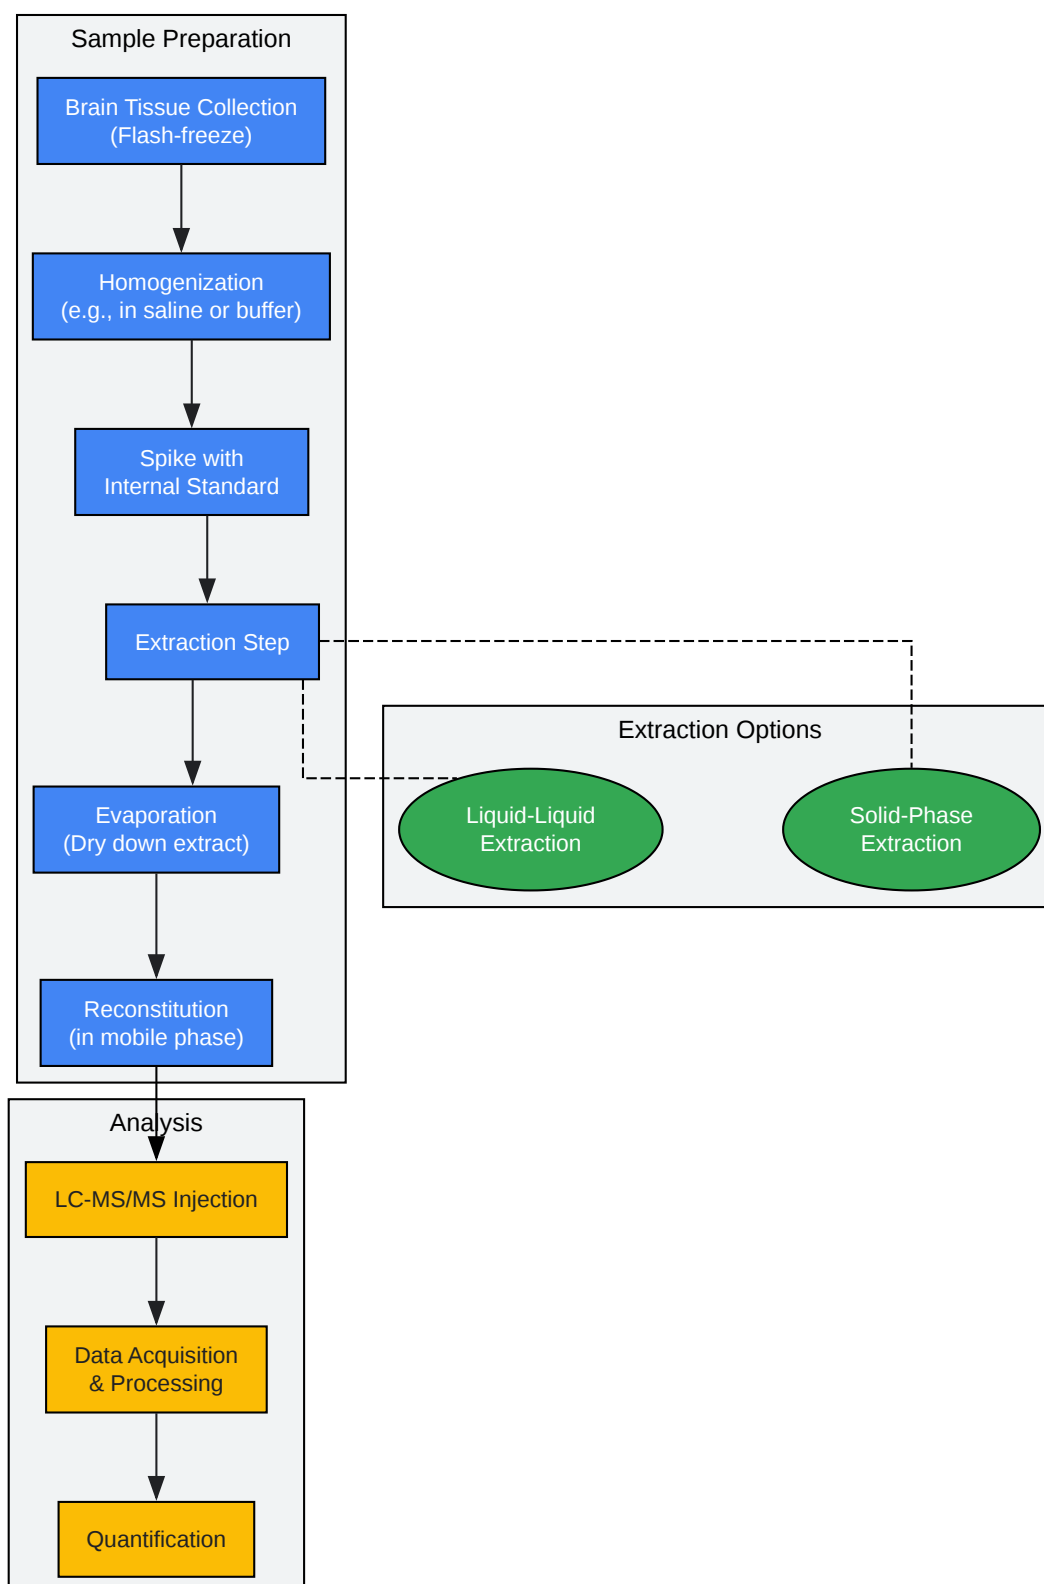 Sample Preparation
Brain Tissue Collection
(Flash-freeze)
Homogenization
(e.g., in saline or buffer)
Spike with
Internal Standard
Extraction Step
Extraction Options
Liquid-Liquid
Extraction
Solid-Phase
Extraction
Evaporation
(Dry down extract)
Reconstitution
(in mobile phase)
Analysis
LC-MS/MS Injection
Data Acquisition
& Processing
Quantification